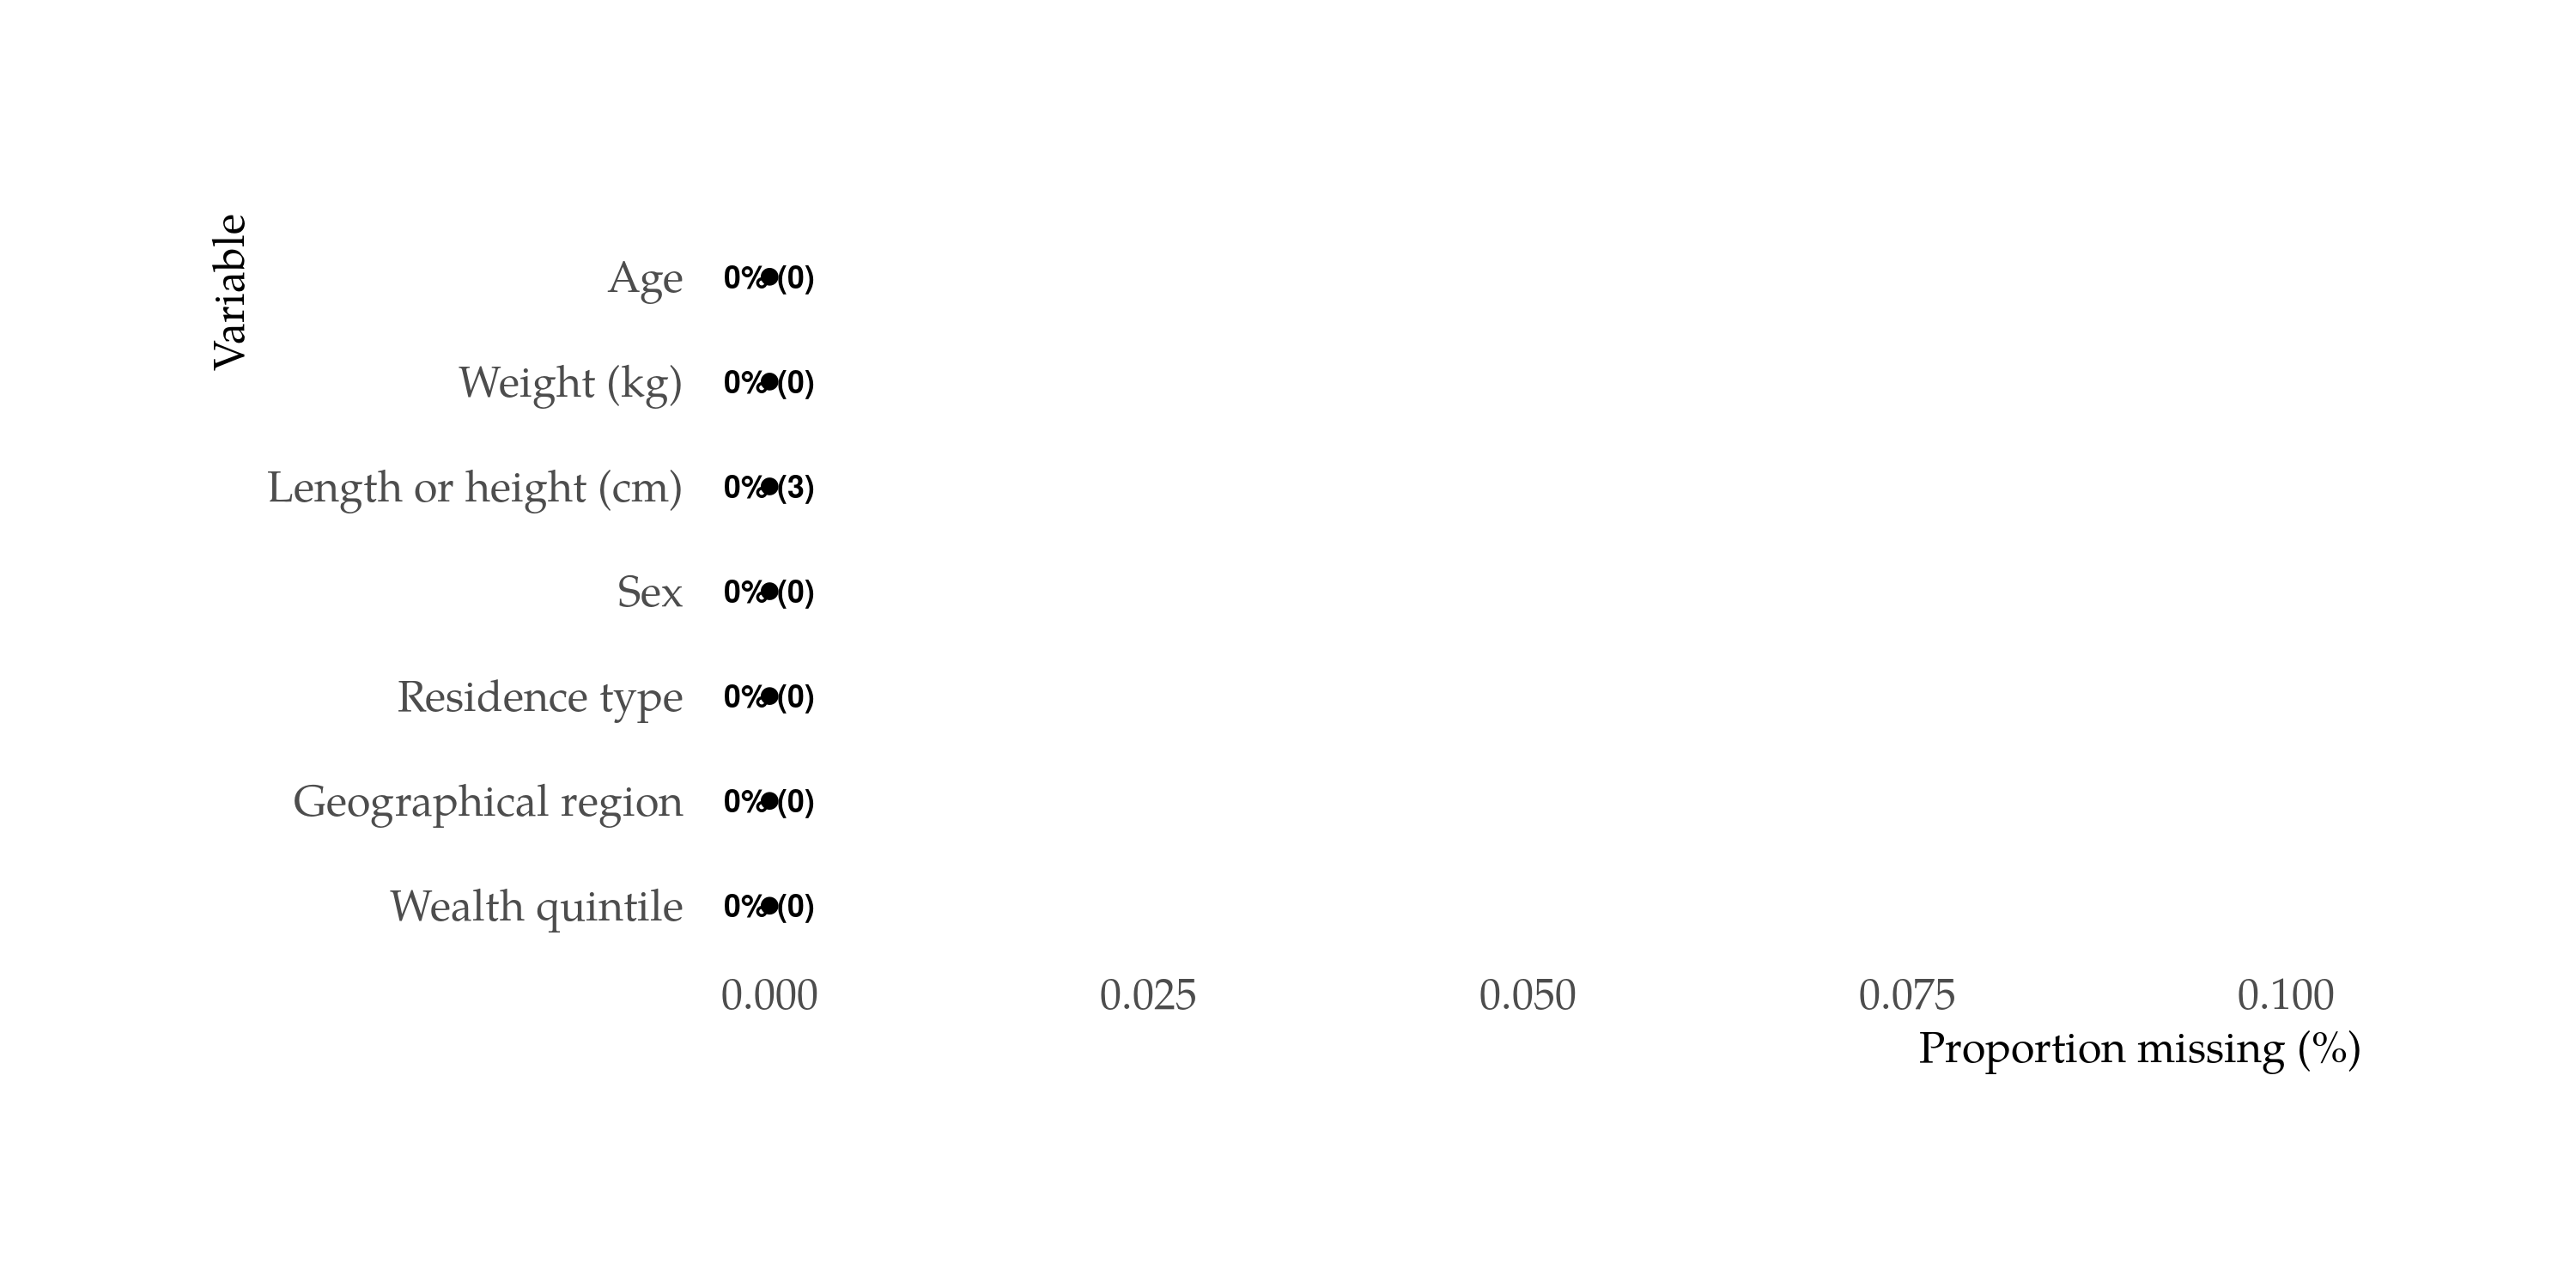 Variable
Age 0% (0)
Weight (kg) 0% (0)
Length or height (cm) 0% (3)
Sex 0% (0)
Residence type 0% (0)
Geographical region 0% (0)
Wealth quintile 0% (0)
0.000 0.025 0.050 0.075 0.100
Proportion missing (%)